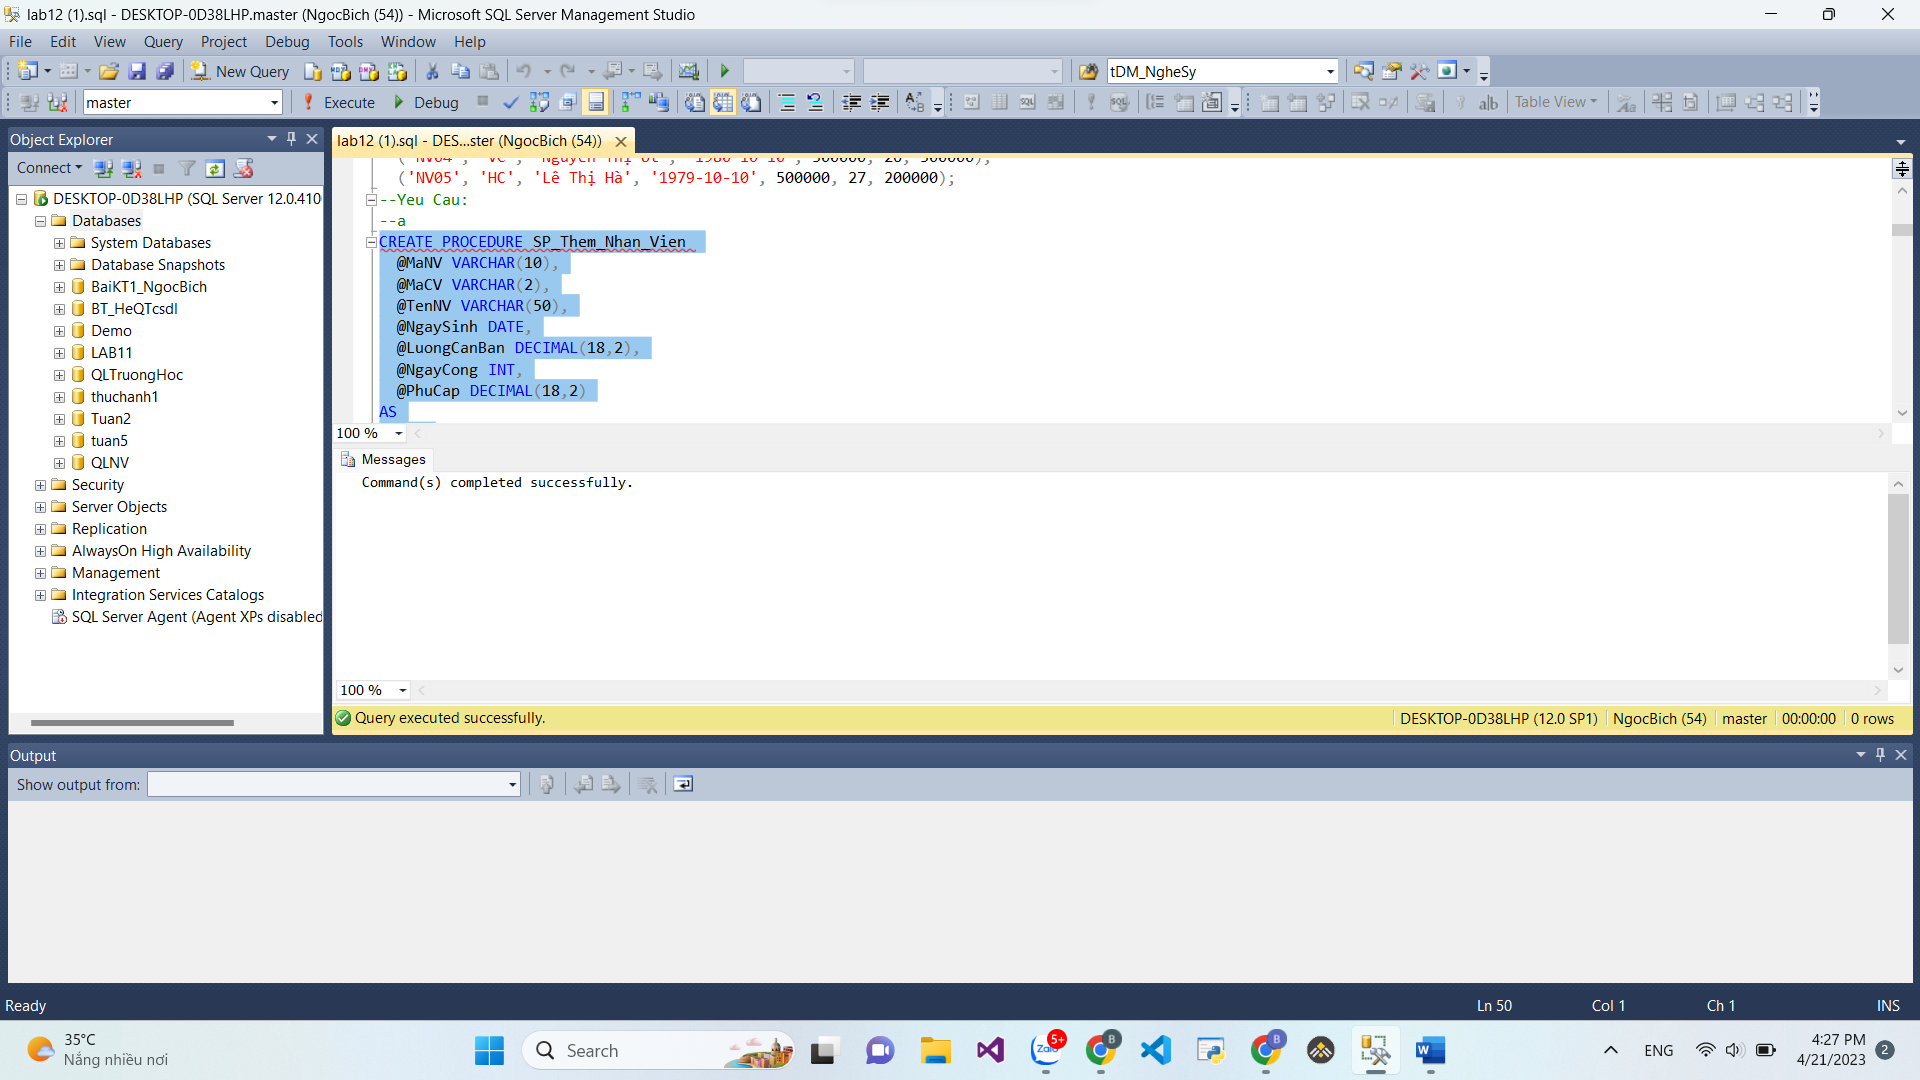 lab12 (1).sql - DESKTOP-0D38LHP.master (NgocBich (54)) - Microsoft SQL Server Management Studio
File Edit View Query Project Debug Tools Window Help
New Query tDM_NgheSy
master Execute Debug Table View
Object Explorer
Connect
DESKTOP-0D38LHP (SQL Server 12.0.410
Databases
System Databases
Database Snapshots
BaiKT1_NgocBich
BT_HeQTcsdl
Demo
LAB11
QLTruongHoc
thuchanh1
Tuan2
tuan5
QLNV
Security
Server Objects
Replication
AlwaysOn High Availability
Management
Integration Services Catalogs
SQL Server Agent (Agent XPs disabled
lab12 (1).sql - DES...ster (NgocBich (54))
('NV05', 'HC', 'Lê Thị Hà', '1979-10-10', 500000, 27, 200000);
--Yeu Cau:
--a
CREATE PROCEDURE SP_Them_Nhan_Vien
@MaNV VARCHAR(10),
@MaCV VARCHAR(2),
@TenNV VARCHAR(50),
@NgaySinh DATE,
@LuongCanBan DECIMAL(18,2),
@NgayCong INT,
@PhuCap DECIMAL(18,2)
AS
100 %
Messages
Command(s) completed successfully.
100 %
Query executed successfully. DESKTOP-0D38LHP (12.0 SP1) NgocBich (54) master 00:00:00 0 rows
Output
Show output from:
Ready Ln 50 Col 1 Ch 1 INS
35°C
Nắng nhiều nơi
Search
Zalo 5+
B
B
ENG
4:27 PM
4/21/2023
2